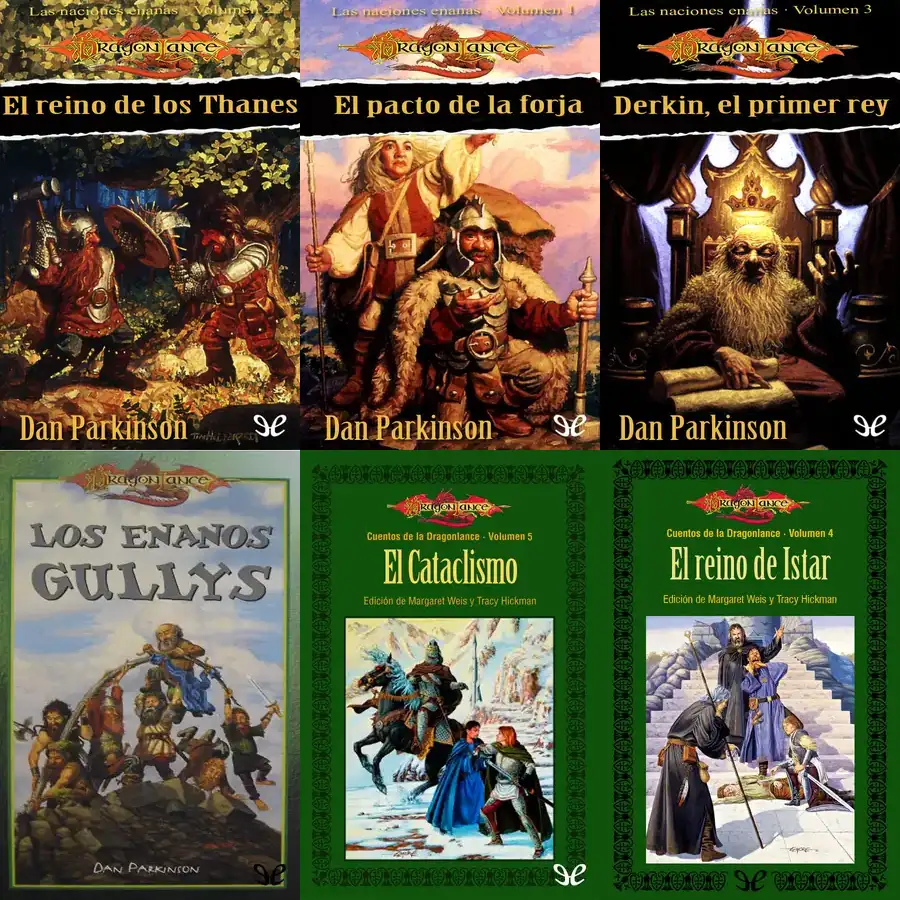 Las naciones enanas · Volumen 2
DRAGONLANCE
El reino de los Thanes
Dan Parkinson
Las naciones enanas · Volumen 1
DRAGONLANCE
El pacto de la forja
Dan Parkinson
Las naciones enanas · Volumen 3
DRAGONLANCE
Derkin, el primer rey
Dan Parkinson
DRAGONLANCE
LOS ENANOS
GULLYS
DAN PARKINSON
DRAGONLANCE
Cuentos de la Dragonlance · Volumen 5
El Cataclismo
Edición de Margaret Weis y Tracy Hickman
DRAGONLANCE
Cuentos de la Dragonlance · Volumen 4
El reino de Istar
Edición de Margaret Weis y Tracy Hickman